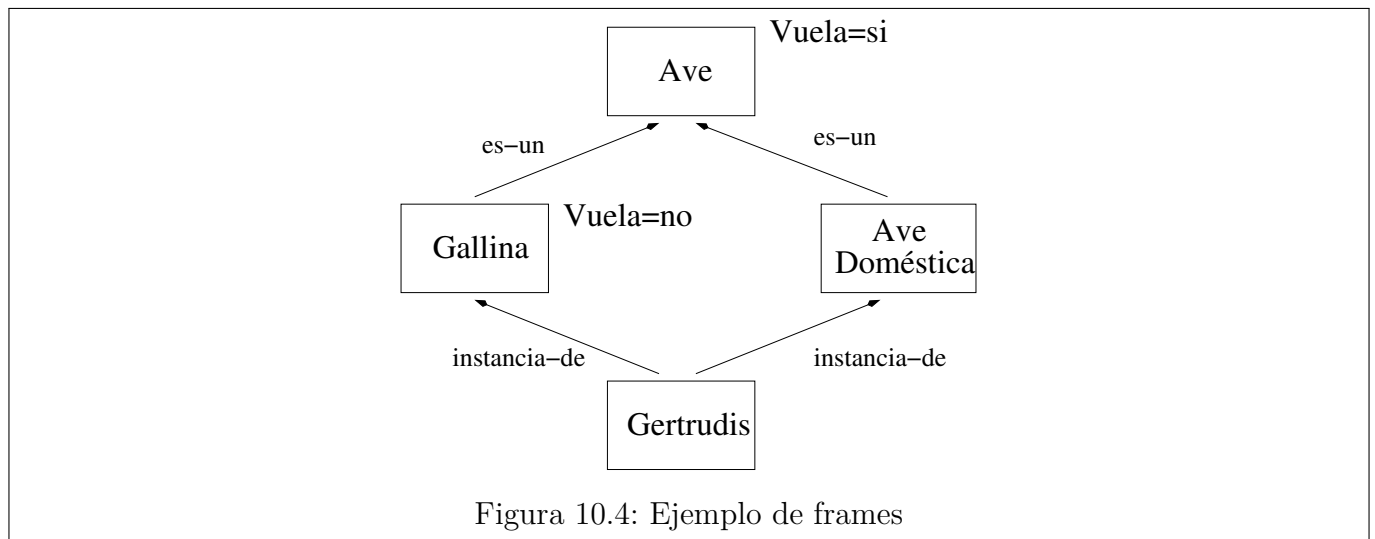 Vuela=si
Ave
es−un
es−un
Gallina
Vuela=no
Ave
Doméstica
instancia−de
instancia−de
Gertrudis
Figura 10.4: Ejemplo de frames